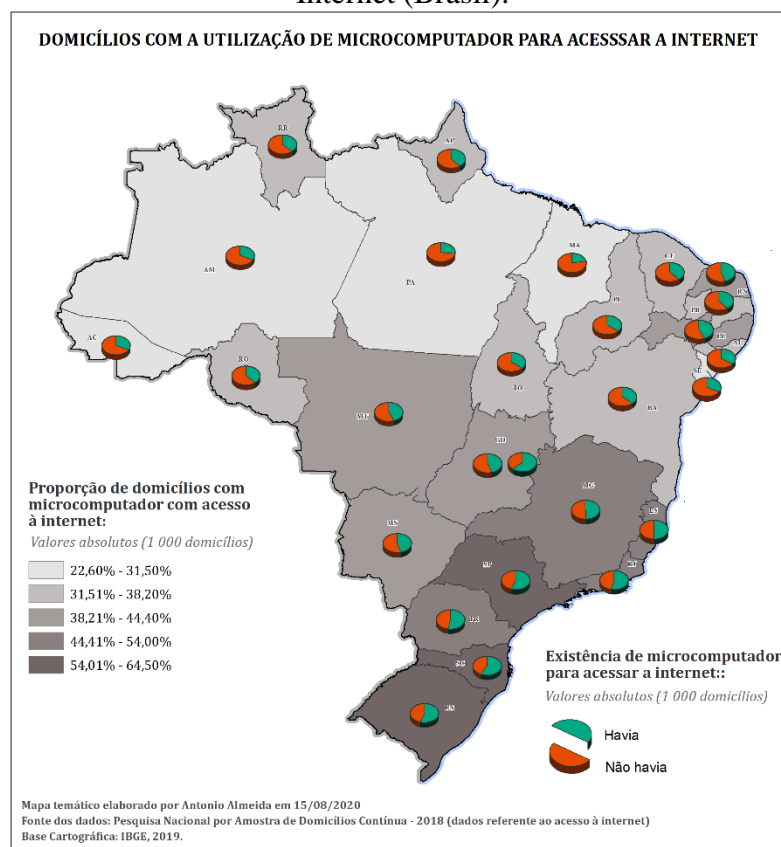 Internet (Brasil).
DOMICÍLIOS COM A UTILIZAÇÃO DE MICROCOMPUTADOR PARA ACESSSAR A INTERNET
RR
AP
AM
PA
MA
CE
RN
PI
PB
PE
AL
SE
AC
RO
TO
BA
GO
MG
MS
ES
SP
RJ
PR
SC
RS
Proporção de domicílios com
microcomputador com acesso
à internet:
Valores absolutos (1 000 domicílios)
22,60% - 31,50%
31,51% - 38,20%
38,21% - 44,40%
44,41% - 54,00%
54,01% - 64,50%
Existência de microcomputador
para acessar a internet::
Valores absolutos (1 000 domicílios)
Havia
Não havia
Mapa temático elaborado por Antonio Almeida em 15/08/2020
Fonte dos dados: Pesquisa Nacional por Amostra de Domicílios Contínua - 2018 (dados referente ao acesso à internet)
Base Cartográfica: IBGE, 2019.